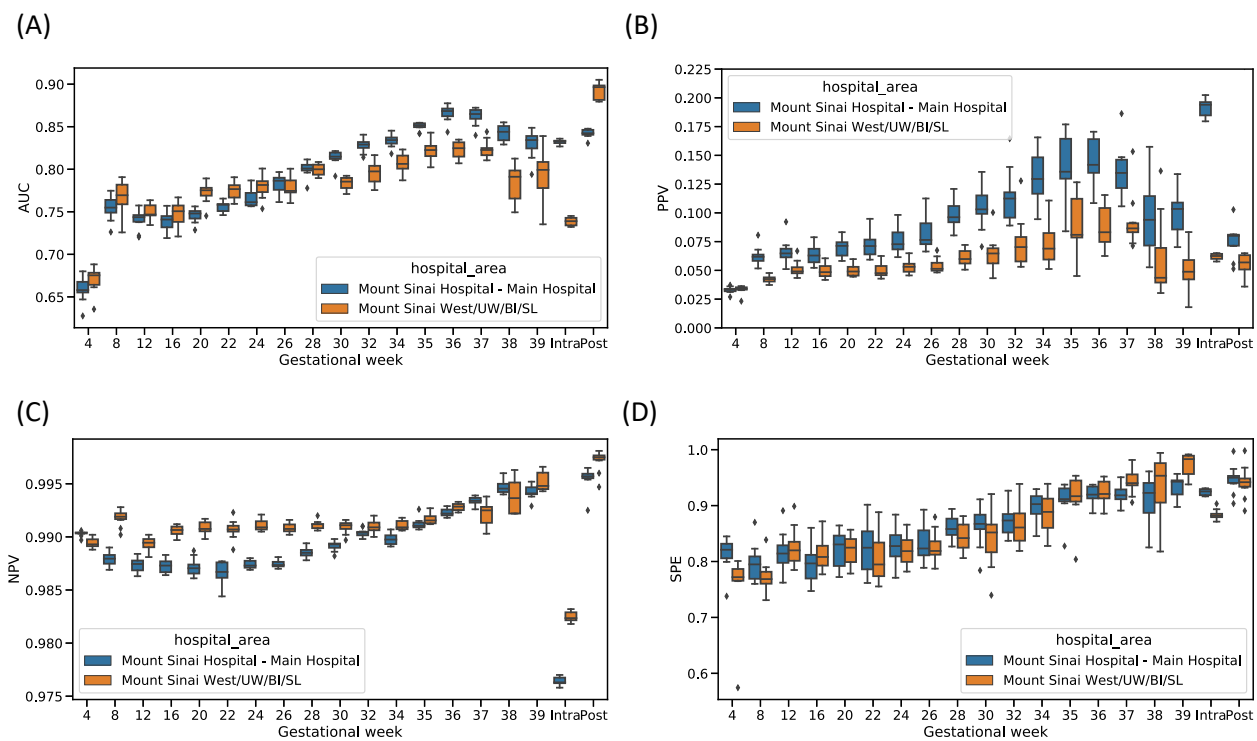 (A)
AUC
0.90
0.85
0.80
0.75
0.70
0.65
hospital_area
Mount Sinai Hospital - Main Hospital
Mount Sinai West/UW/BI/SL
4 8 12 16 20 22 24 26 28 30 32 34 35 36 37 38 39 Intra Post
Gestational week
(B)
PPV
0.225
0.200
0.175
0.150
0.125
0.100
0.075
0.050
0.025
0.000
hospital_area
Mount Sinai Hospital - Main Hospital
Mount Sinai West/UW/BI/SL
4 8 12 16 20 22 24 26 28 30 32 34 35 36 37 38 39 Intra Post
Gestational week
(C)
NPV
0.995
0.990
0.985
0.980
0.975
hospital_area
Mount Sinai Hospital - Main Hospital
Mount Sinai West/UW/BI/SL
4 8 12 16 20 22 24 26 28 30 32 34 35 36 37 38 39 Intra Post
Gestational week
(D)
SPE
1.0
0.9
0.8
0.7
0.6
hospital_area
Mount Sinai Hospital - Main Hospital
Mount Sinai West/UW/BI/SL
4 8 12 16 20 22 24 26 28 30 32 34 35 36 37 38 39 Intra Post
Gestational week